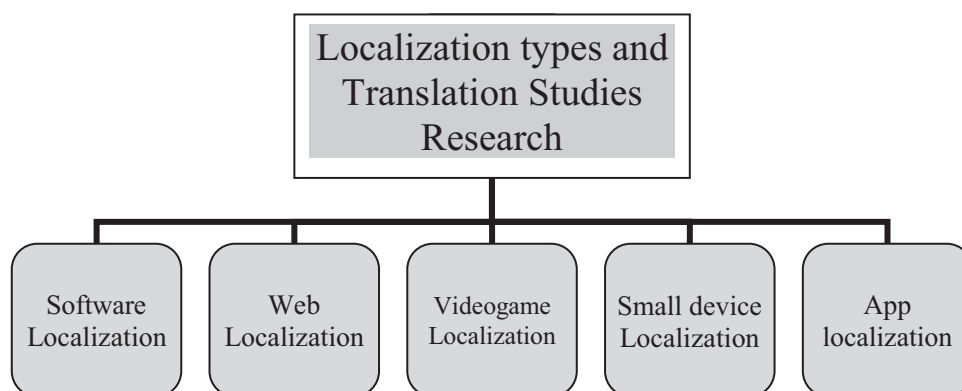 Localization types and
Translation Studies
Research
Software
Localization
Web
Localization
Videogame
Localization
Small device
Localization
App
localization